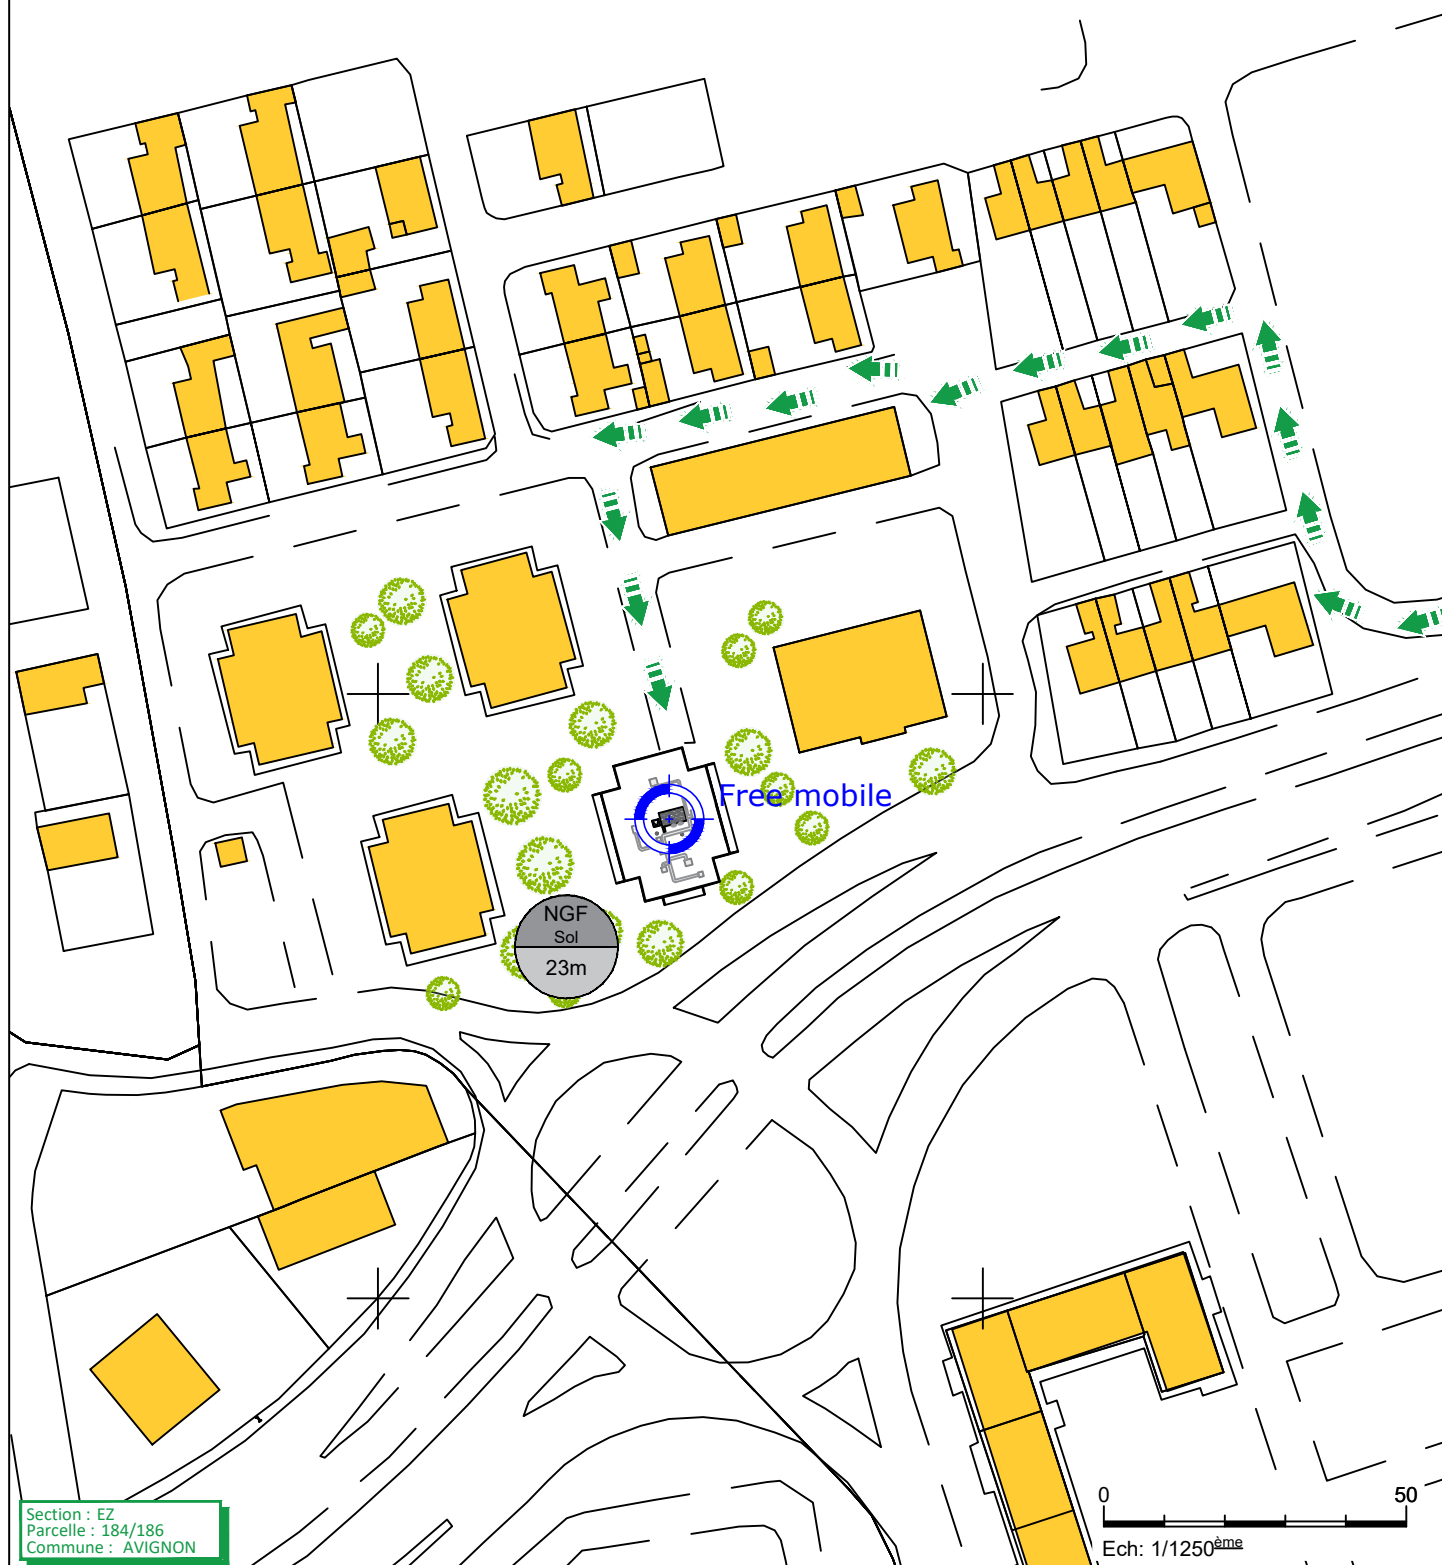 Free mobile
NGF
Sol
23m
Section : EZ
Parcelle : 184/186
Commune : AVIGNON
0 50
Ech: 1/1250ème